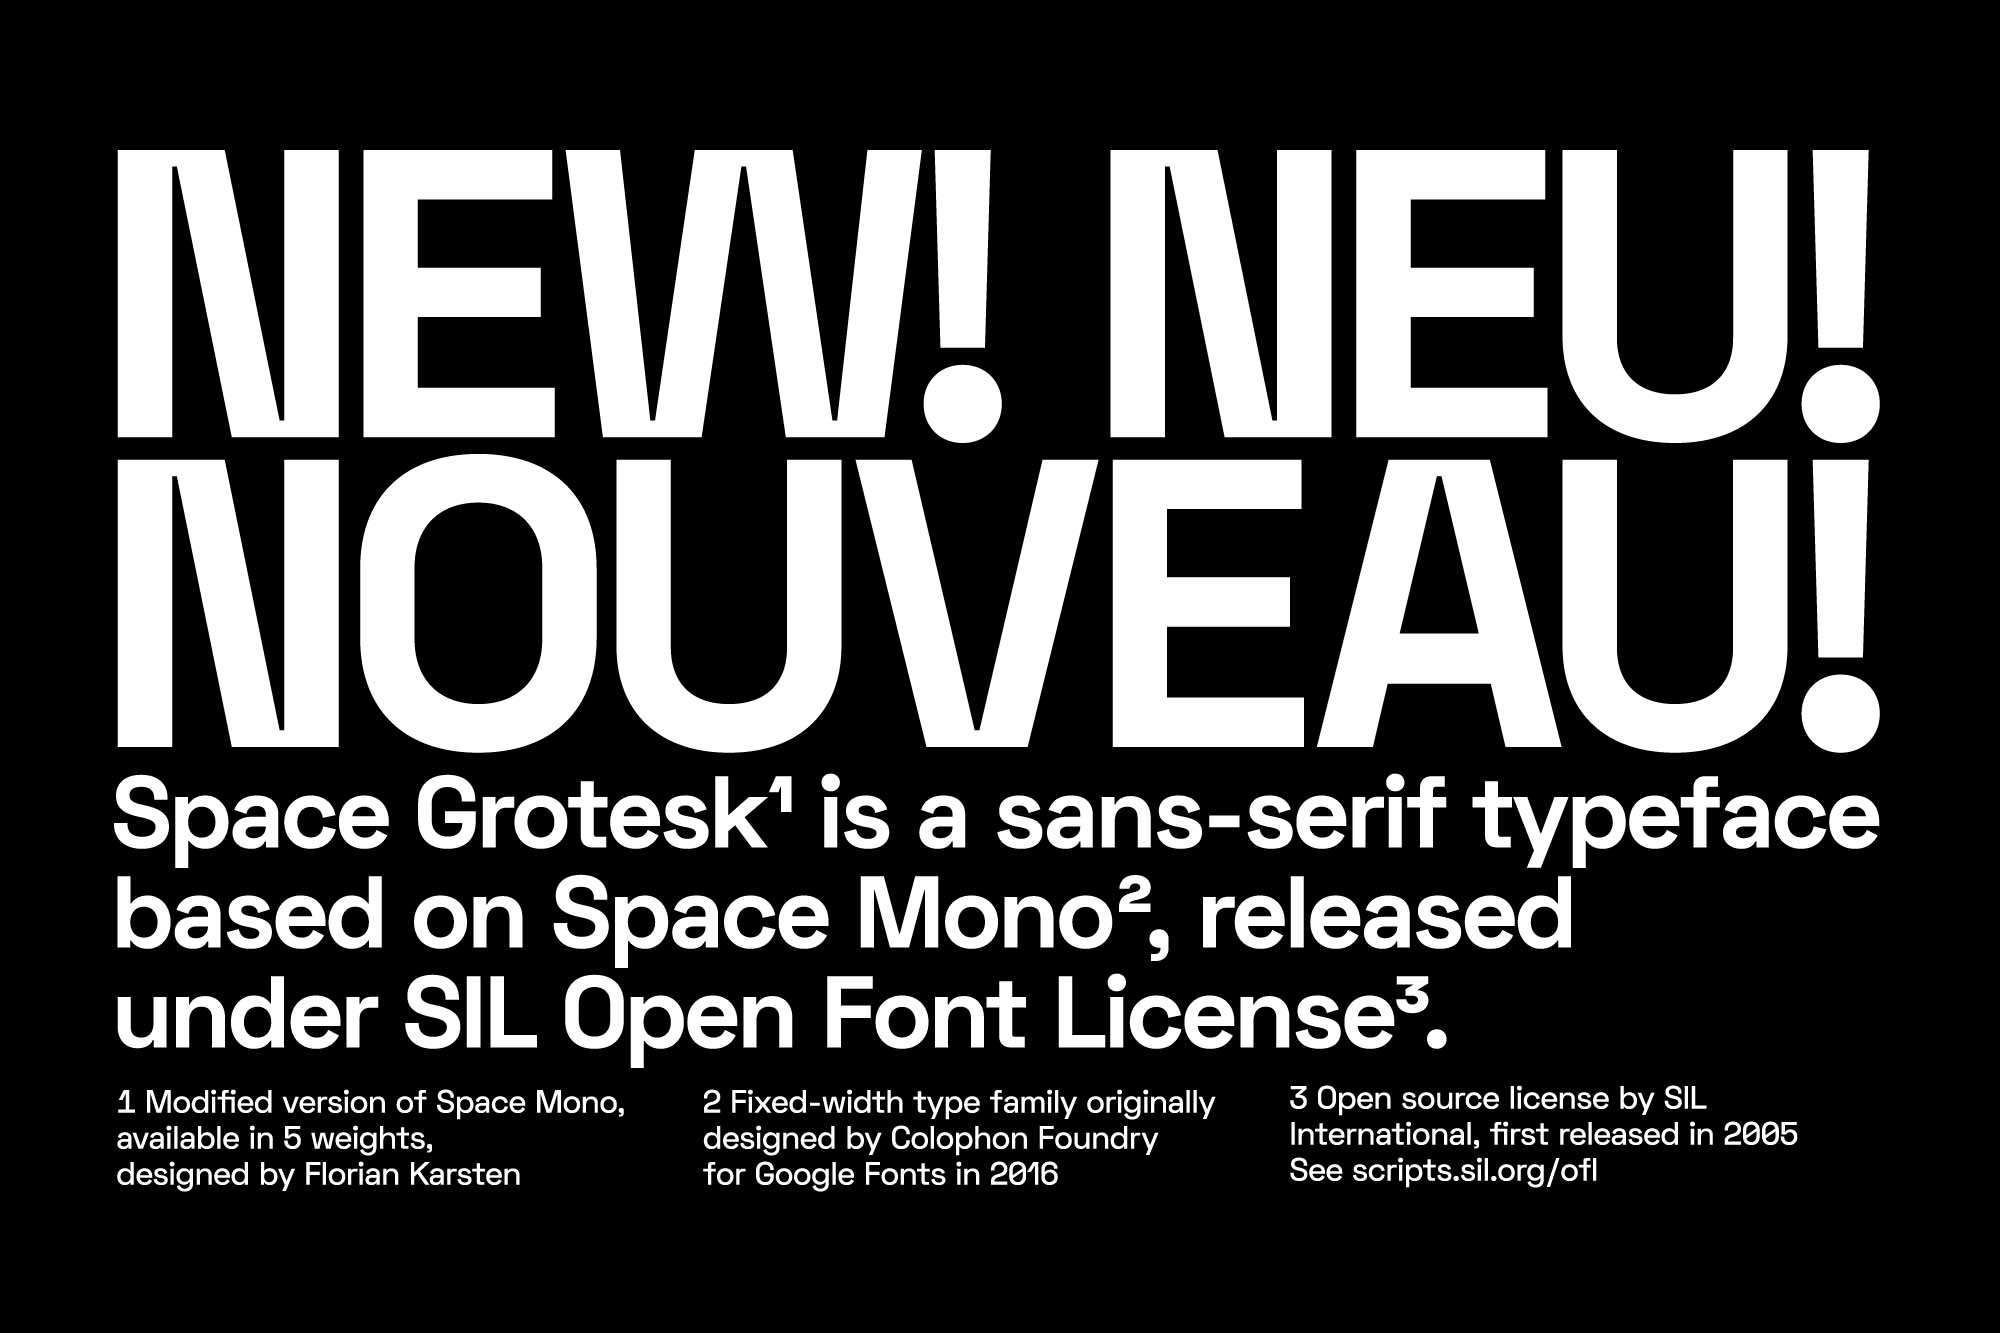 NEW! NEU!
NOUVEAU!
Space Grotesk¹ is a sans-serif typeface
based on Space Mono², released
under SIL Open Font License³.
1 Modified version of Space Mono,
available in 5 weights,
designed by Florian Karsten
2 Fixed-width type family originally
designed by Colophon Foundry
for Google Fonts in 2016
3 Open source license by SIL
International, first released in 2005
See scripts.sil.org/ofl